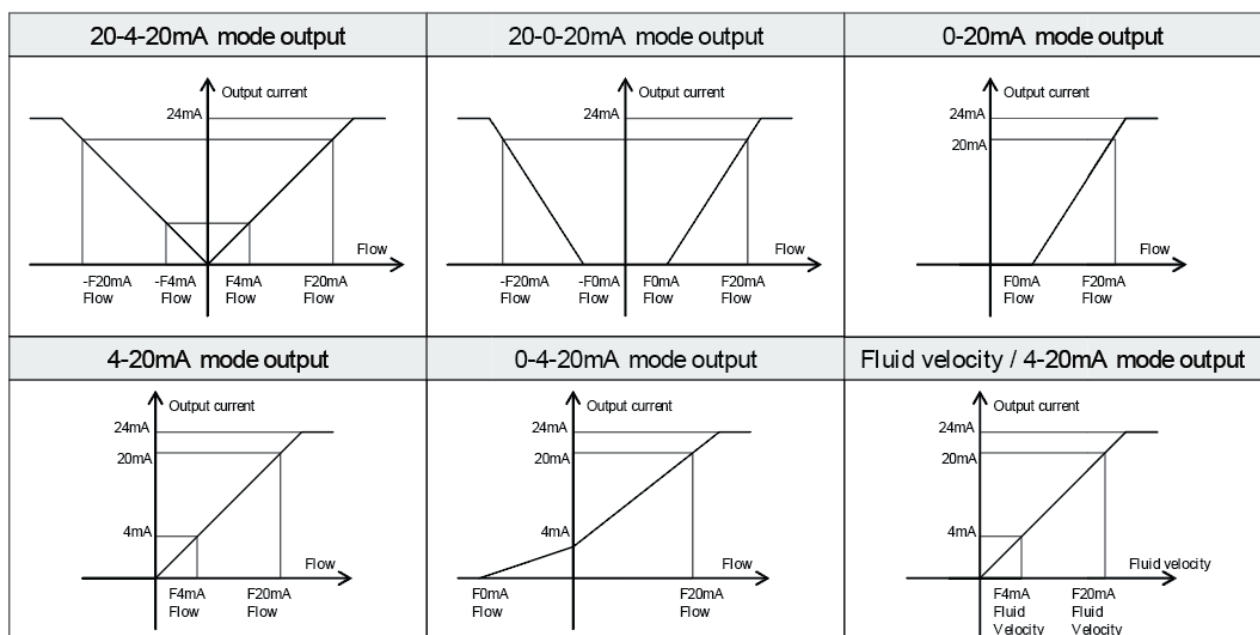 20-4-20mA mode output
20-0-20mA mode output
0-20mA mode output
Output current
24mA
Flow
-F20mA
Flow
-F4mA
Flow
F4mA
Flow
F20mA
Flow
Output current
24mA
Flow
-F20mA
Flow
-F0mA
Flow
F0mA
Flow
F20mA
Flow
Output current
24mA
20mA
Flow
F0mA
Flow
F20mA
Flow
4-20mA mode output
0-4-20mA mode output
Fluid velocity / 4-20mA mode output
Output current
24mA
20mA
4mA
Flow
F4mA
Flow
F20mA
Flow
Output current
24mA
20mA
4mA
Flow
F0mA
Flow
F20mA
Flow
Output current
24mA
20mA
4mA
Fluid velocity
F4mA
Fluid
Velocity
F20mA
Fluid
Velocity